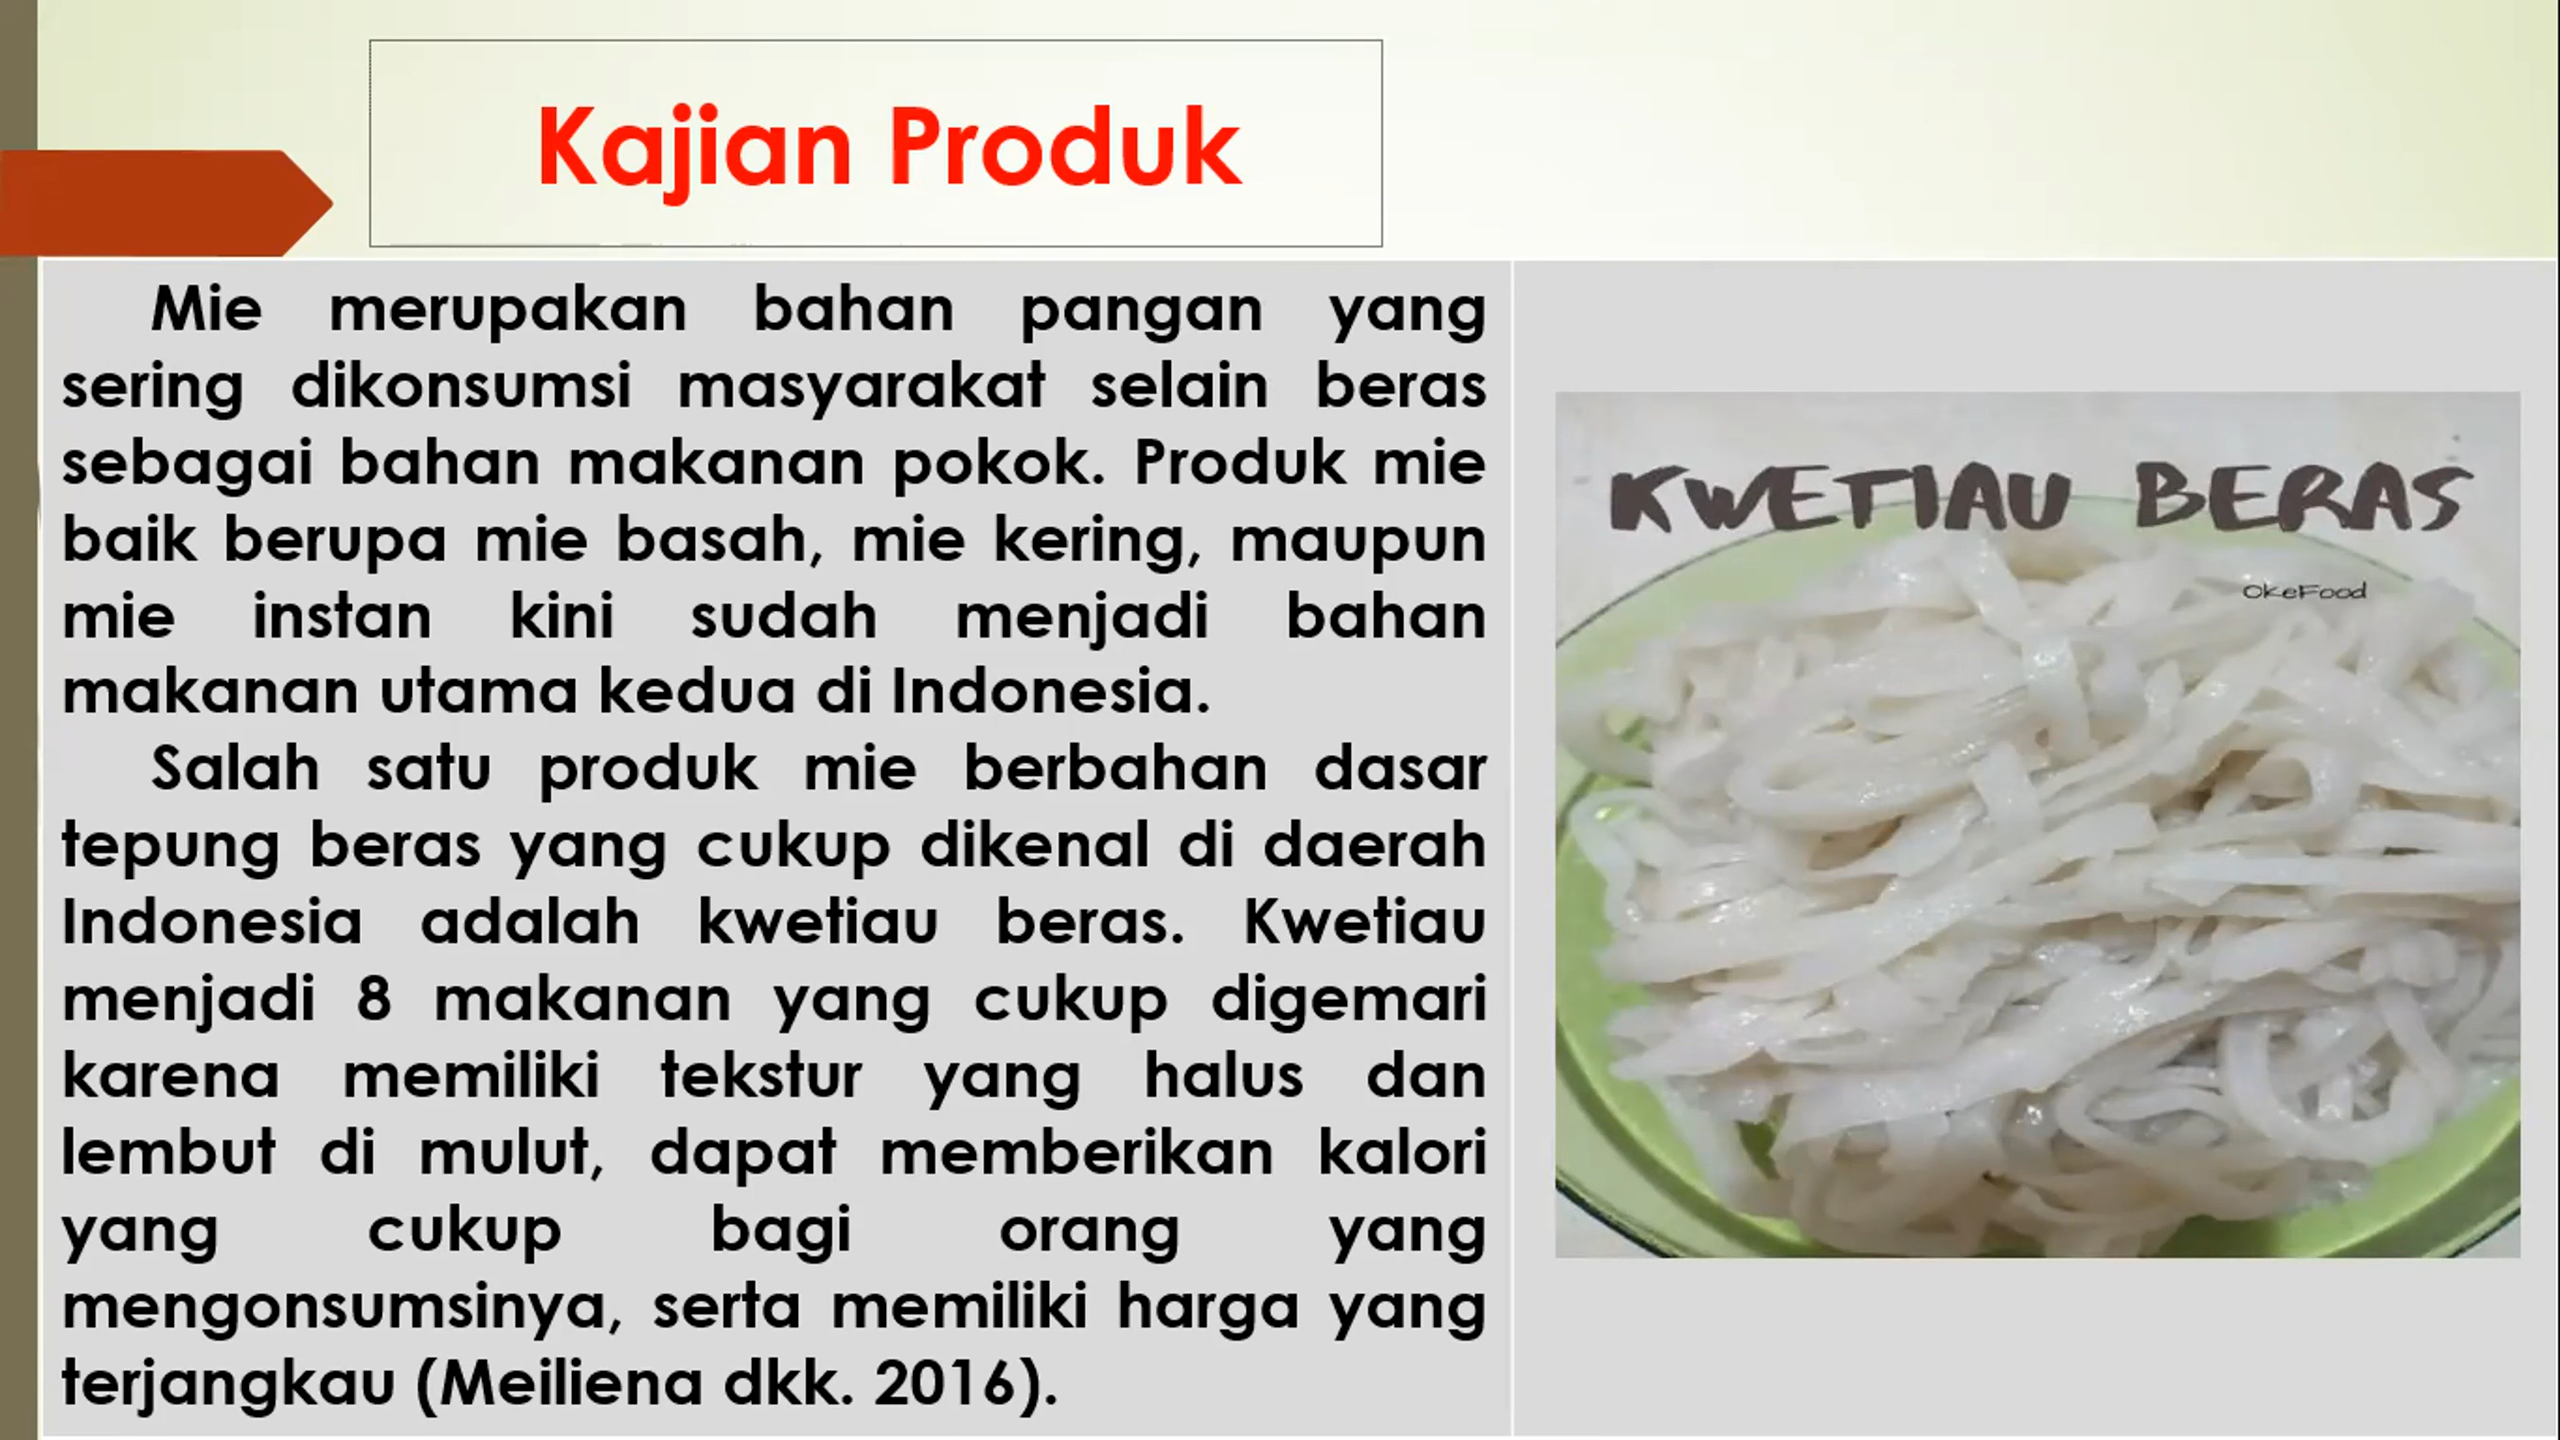 Kajian Produk
Mie merupakan bahan pangan yang
sering dikonsumsi masyarakat selain beras
sebagai bahan makanan pokok. Produk mie
baik berupa mie basah, mie kering, maupun
mie instan kini sudah menjadi bahan
makanan utama kedua di Indonesia.
Salah satu produk mie berbahan dasar
tepung beras yang cukup dikenal di daerah
Indonesia adalah kwetiau beras. Kwetiau
menjadi 8 makanan yang cukup digemari
karena memiliki tekstur yang halus dan
lembut di mulut, dapat memberikan kalori
yang cukup bagi orang yang
mengonsumsinya, serta memiliki harga yang
terjangkau (Meiliena dkk. 2016).
KWETIAU BERAS
OkeFood